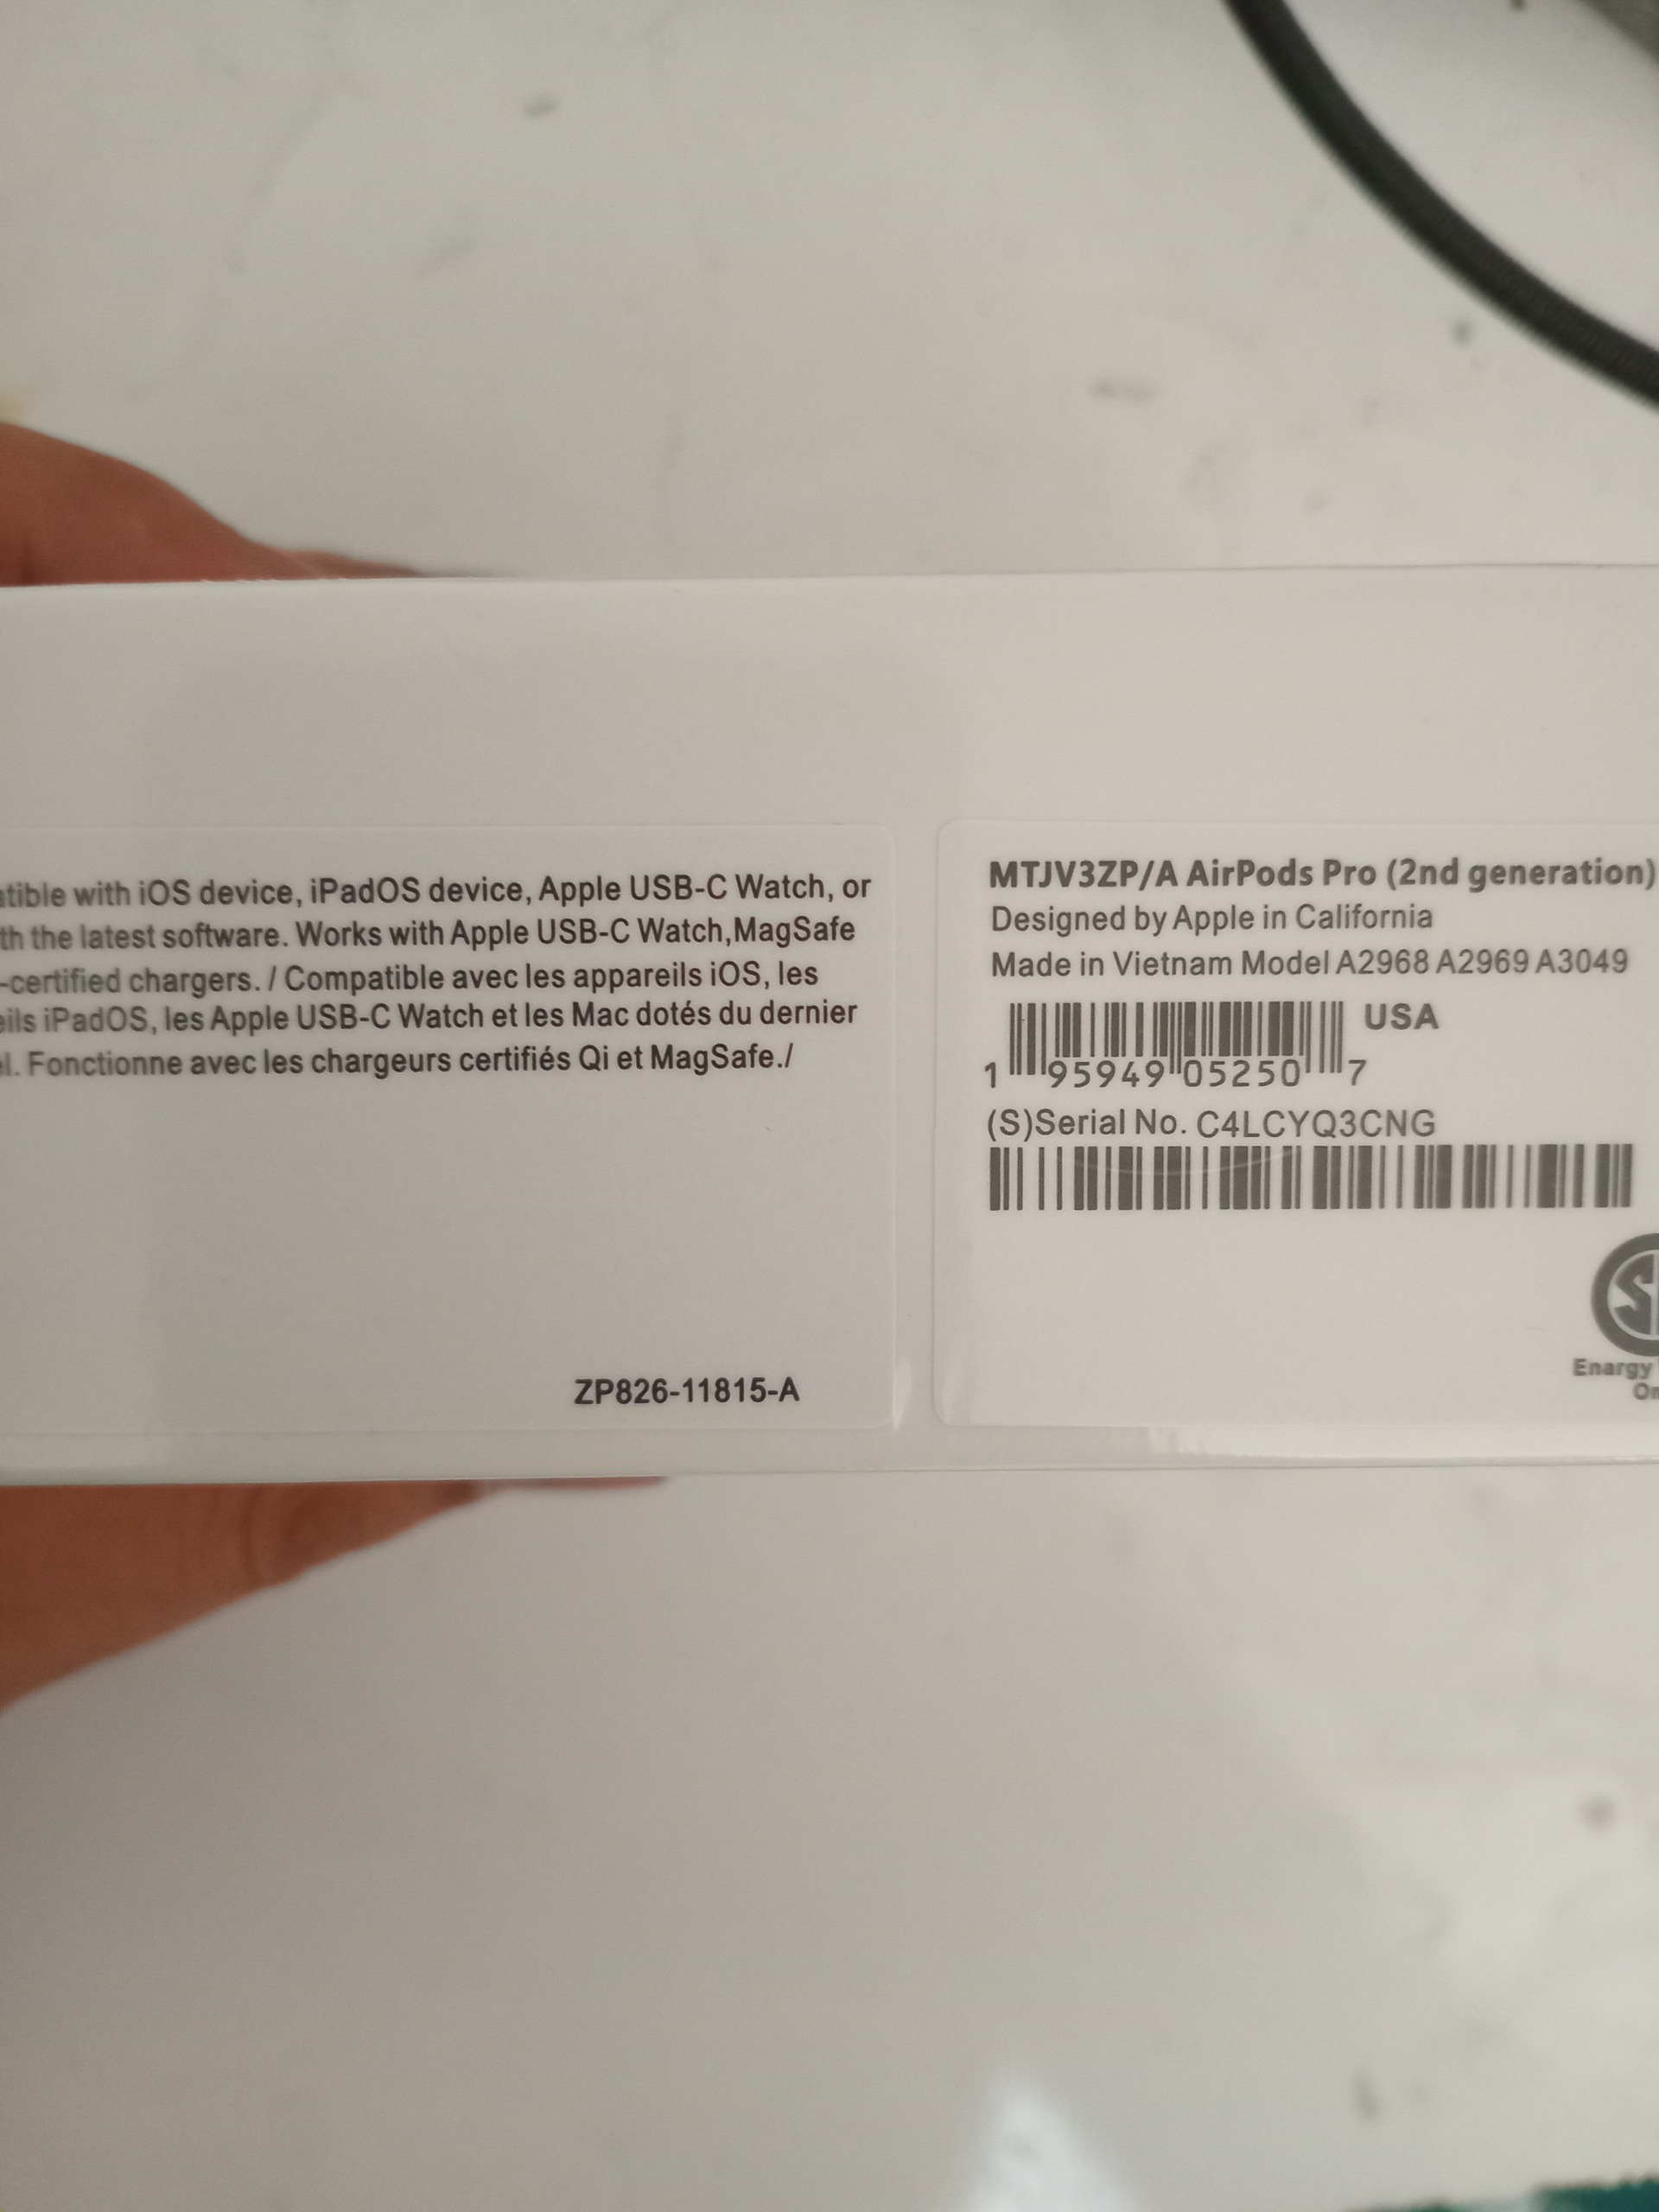 tible with iOS device, iPadOS device, Apple USB-C Watch, or
th the latest software. Works with Apple USB-C Watch,MagSafe
-certified chargers. / Compatible avec les appareils iOS, les
eils iPadOS, les Apple USB-C Watch et les Mac dotés du dernier
el. Fonctionne avec les chargeurs certifiés Qi et MagSafe./
ZP826-11815-A
MTJV3ZP/A AirPods Pro (2nd generation)
Designed by Apple in California
Made in Vietnam Model A2968 A2969 A3049
USA
1 95949 05250 7
(S)Serial No. C4LCYQ3CNG
Enargy